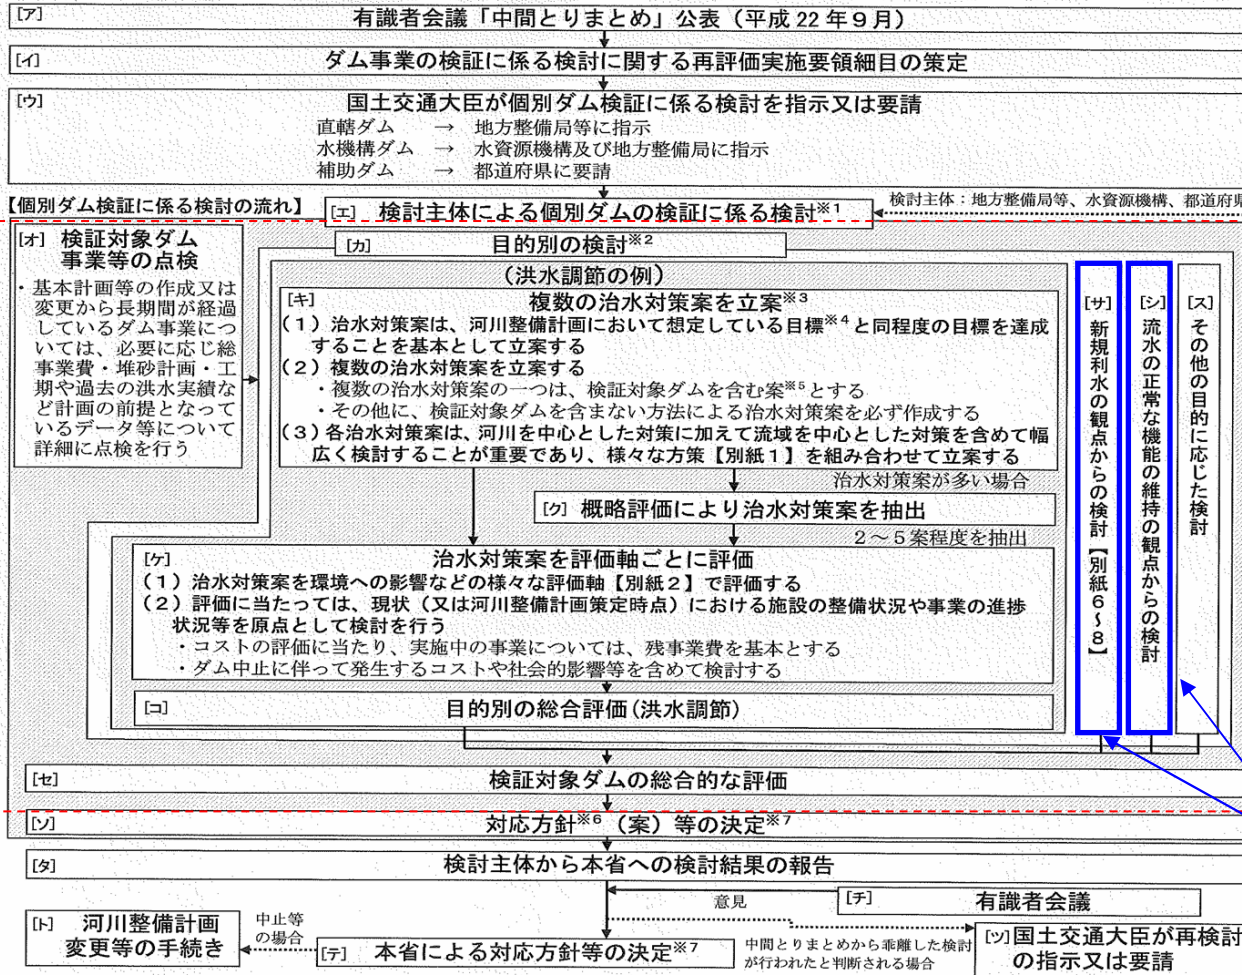 [ア] 有識者会議「中間とりまとめ」公表（平成22年9月）
[イ] ダム事業の検証に係る検討に関する再評価実施要領細目の策定
[ウ] 国土交通大臣が個別ダム検証に係る検討を指示又は要請
直轄ダム → 地方整備局等に指示
水機構ダム → 水資源機構及び地方整備局に指示
補助ダム → 都道府県に要請
【個別ダム検証に係る検討の流れ】
[エ] 検討主体による個別ダムの検証に係る検討※1
検討主体：地方整備局等、水資源機構、都道府県
[オ] 検証対象ダム
事業等の点検
・基本計画等の作成又は
変更から長期間が経過
しているダム事業につ
いては、必要に応じ総
事業費・堆砂計画・工
期や過去の洪水実績な
ど計画の前提となって
いるデータ等について
詳細に点検を行う
[カ] 目的別の検討※2
(洪水調節の例)
[キ] 複数の治水対策案を立案※3
(1) 治水対策案は、河川整備計画において想定している目標※4と同程度の目標を達成
することを基本として立案する
(2) 複数の治水対策案を立案する
・複数の治水対策案の一つは、検証対象ダムを含む案※5とする
・その他に、検証対象ダムを含まない方法による治水対策案を必ず作成する
(3) 各治水対策案は、河川を中心とした対策に加えて流域を中心とした対策を含めて幅
広く検討することが重要であり、様々な方策【別紙1】を組み合わせて立案する
治水対策案が多い場合
[ク] 概略評価により治水対策案を抽出
2～5案程度を抽出
[ケ] 治水対策案を評価軸ごとに評価
(1) 治水対策案を環境への影響などの様々な評価軸【別紙2】で評価する
(2) 評価に当たっては、現状（又は河川整備計画策定時点）における施設の整備状況や事業の進捗
状況等を原点として検討を行う
・コストの評価に当たり、実施中の事業については、残事業費を基本とする
・ダム中止に伴って発生するコストや社会的影響等を含めて検討する
[コ] 目的別の総合評価(洪水調節)
[サ] 新規利水の観点からの検討【別紙6～8】
[シ] 流水の正常な機能の維持の観点からの検討
[ス] その他の目的に応じた検討
[セ] 検証対象ダムの総合的な評価
[ソ] 対応方針※6（案）等の決定※7
[タ] 検討主体から本省への検討結果の報告
意見
[チ] 有識者会議
[ト] 河川整備計画
変更等の手続き
中止等
の場合
[テ] 本省による対応方針等の決定※7
中間とりまとめから乖離した検討
が行われたと判断される場合
[ツ] 国土交通大臣が再検討
の指示又は要請